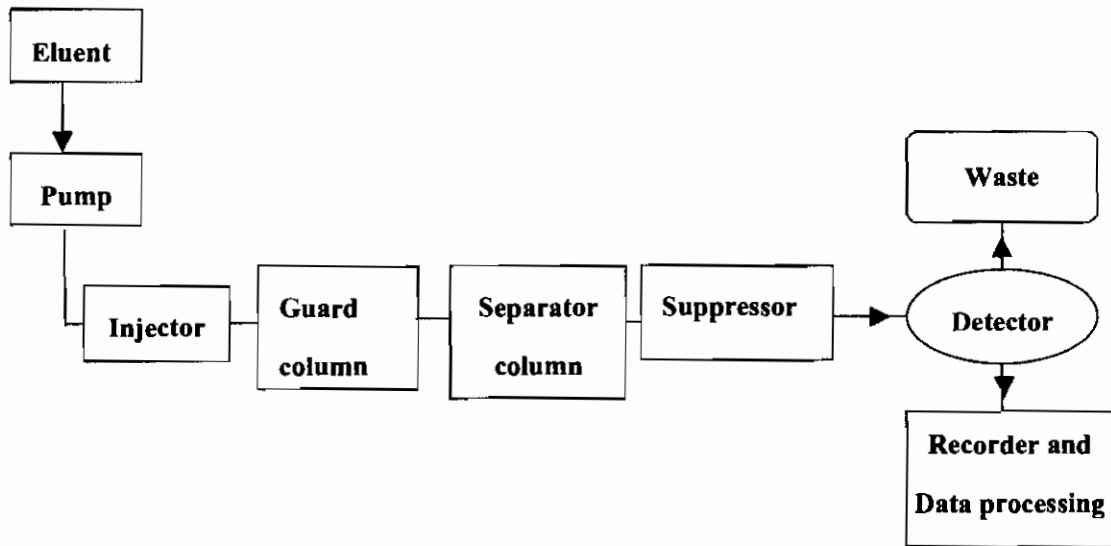 Eluent
Pump
Injector
Guard
column
Separator
column
Suppressor
Detector
Waste
Recorder and
Data processing